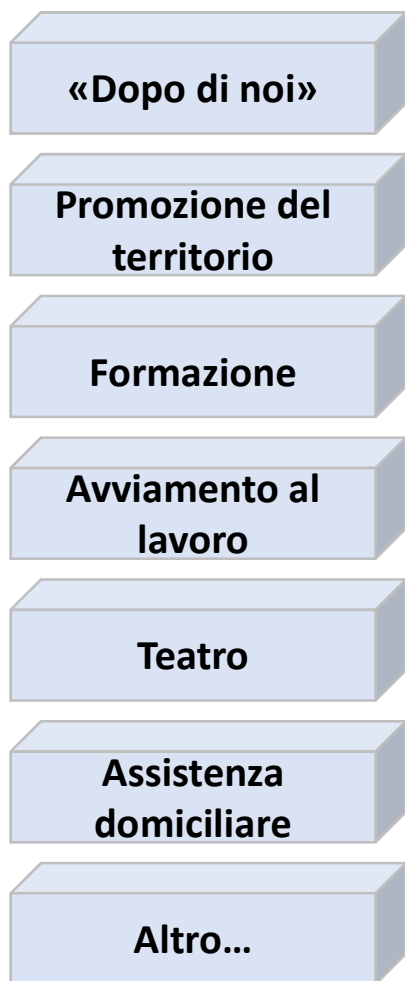 «Dopo di noi»
Promozione del
territorio
Formazione
Avviamento al
lavoro
Teatro
Assistenza
domiciliare
Altro…